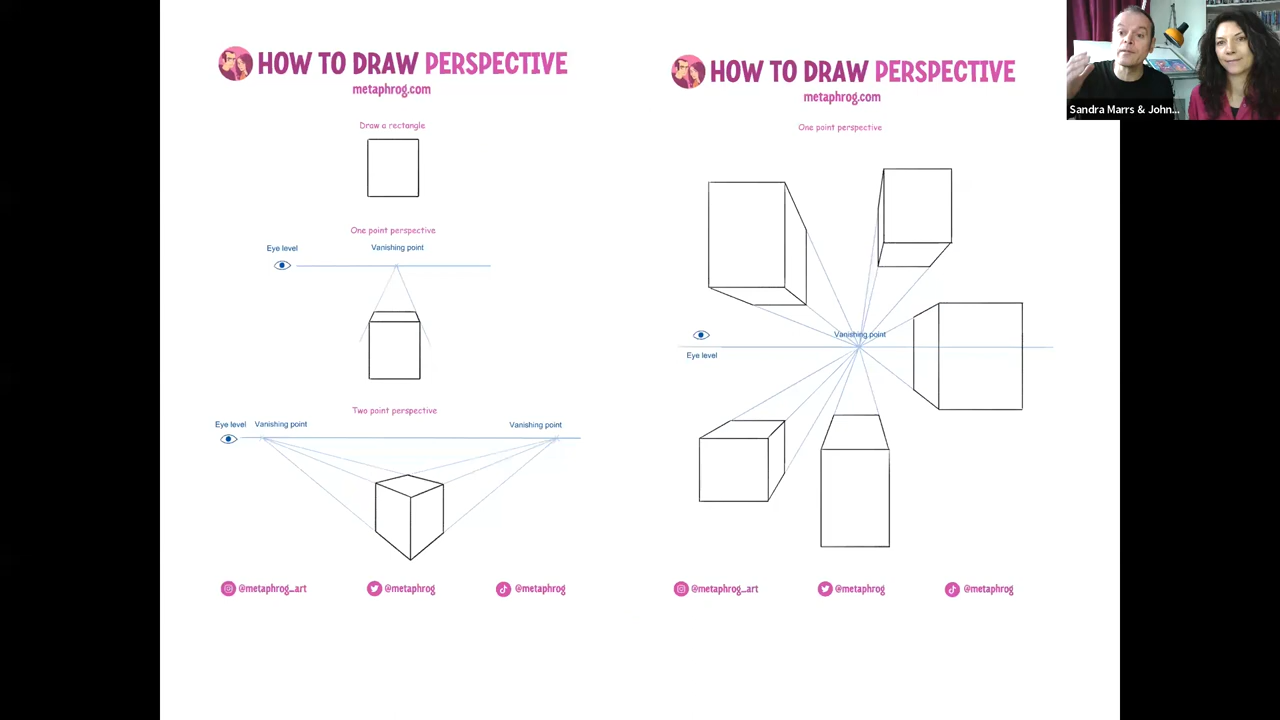 HOW TO DRAW PERSPECTIVE
metaphrog.com
Draw a rectangle
One point perspective
Eye level
Vanishing point
Two point perspective
Eye level
Vanishing point
Vanishing point
@metaphrog_art
@metaphrog
@metaphrog
HOW TO DRAW PERSPECTIVE
metaphrog.com
One point perspective
Vanishing point
Eye level
@metaphrog_art
@metaphrog
@metaphrog
Sandra Marrs & John...